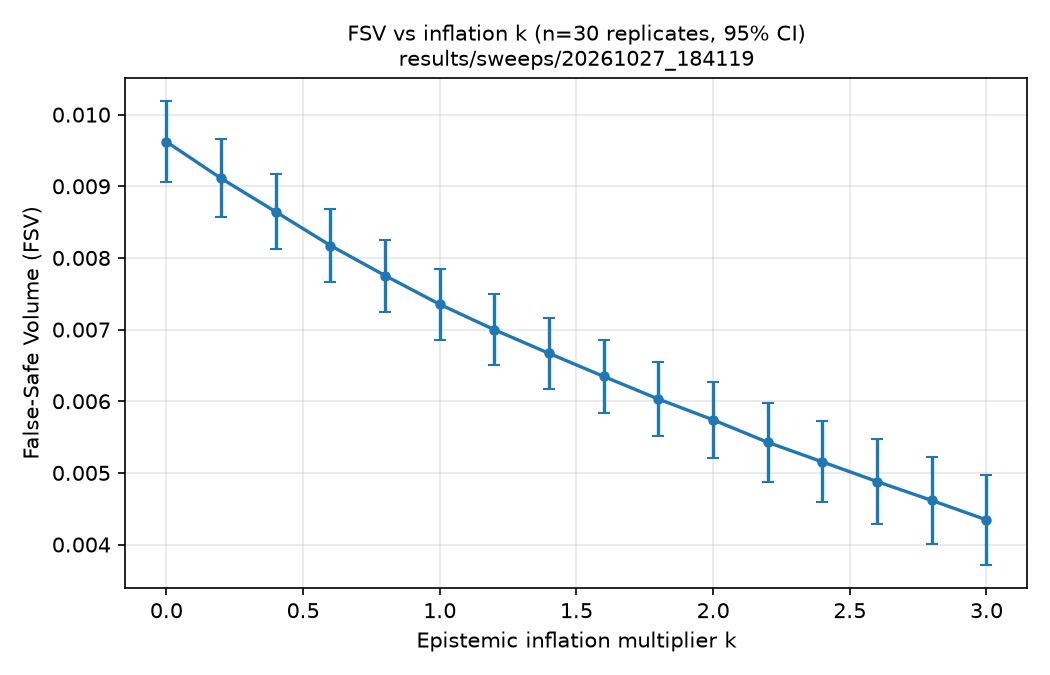 FSV vs inflation k (n=30 replicates, 95% CI)
results/sweeps/20261027_184119
False-Safe Volume (FSV)
0.010
0.009
0.008
0.007
0.006
0.005
0.004
0.0 0.5 1.0 1.5 2.0 2.5 3.0
Epistemic inflation multiplier k